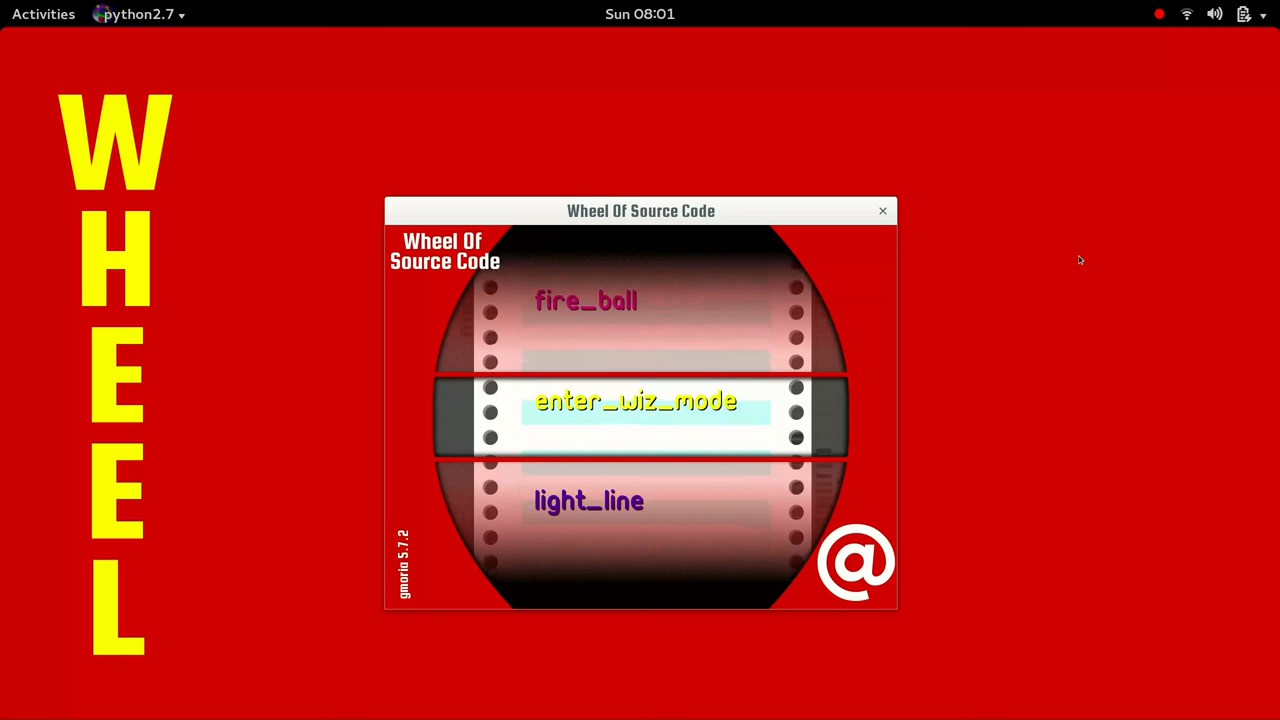 Activities python2.7 Sun 08:01
W
H
E
E
L
Wheel Of Source Code
Wheel Of
Source Code
fire_ball
enter_wiz_mode
light_line
gmaria 5.7.2
@